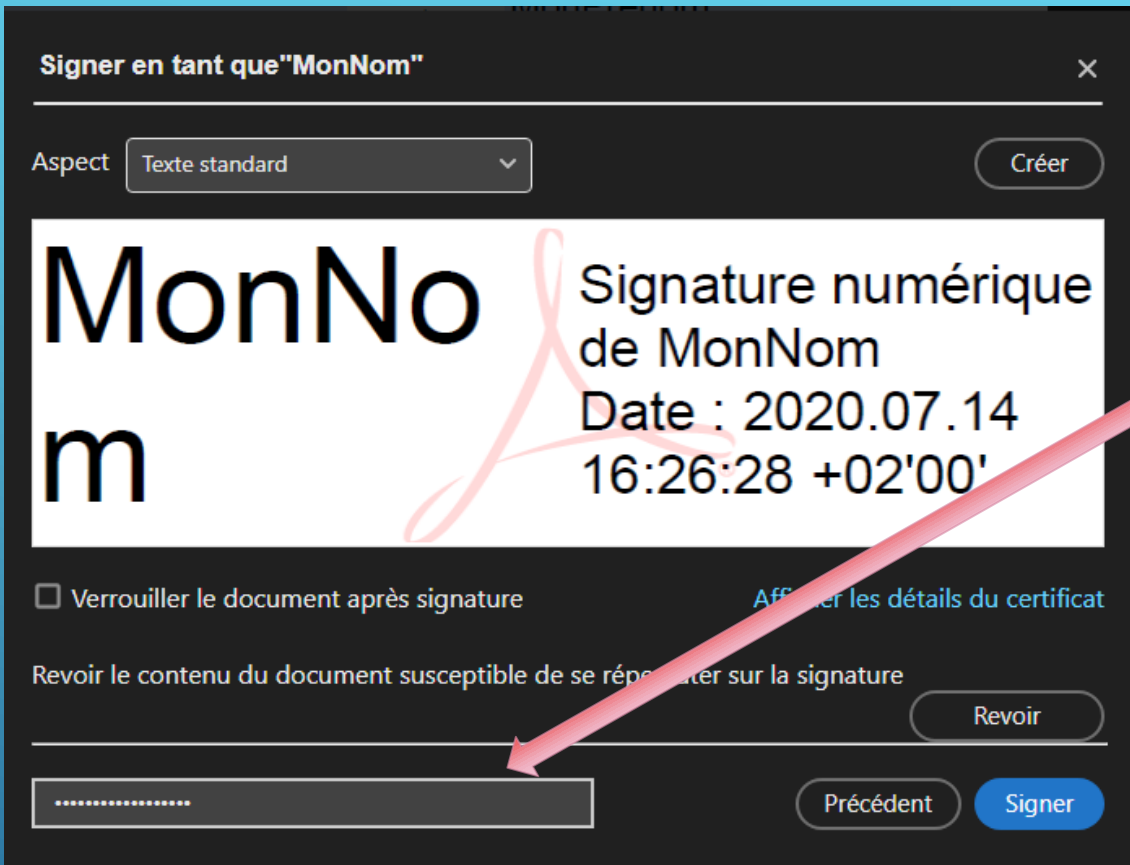 Signer en tant que"MonNom"
Aspect
Texte standard
Créer
MonNo
m
Signature numérique
de MonNom
Date : 2020.07.14
16:26:28 +02'00'
Verrouiller le document après signature
les détails du certificat
Revoir le contenu du document susceptible de se sur la signature
Revoir
Précédent
Signer